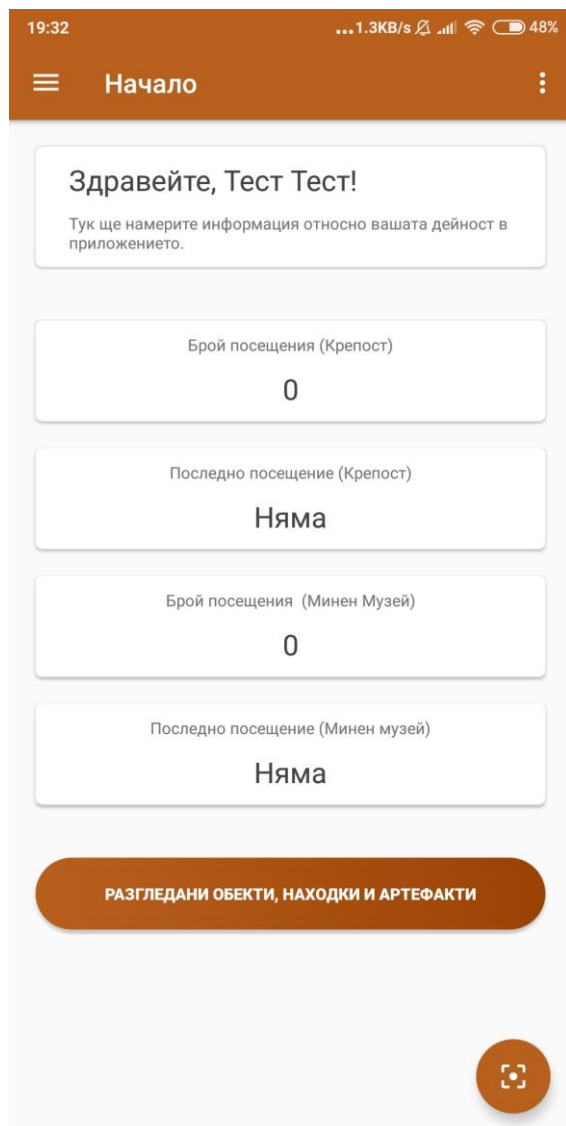 19:32 ...1.3KB/s 48%
Начало
Здравейте, Тест Тест!
Тук ще намерите информация относно вашата дейност в
приложението.
Брой посещения (Крепост)
0
Последно посещение (Крепост)
Няма
Брой посещения (Минен Музей)
0
Последно посещение (Минен музей)
Няма
РАЗГЛЕДАНИ ОБЕКТИ, НАХОДКИ И АРТЕФАКТИ